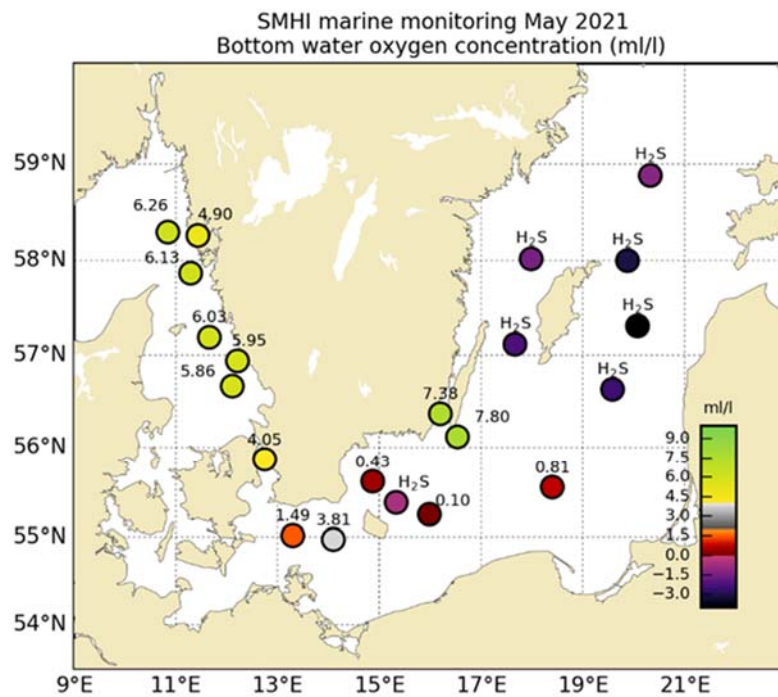 SMHI marine monitoring May 2021
Bottom water oxygen concentration (ml/l)
59°N
58°N
57°N
56°N
55°N
54°N
9°E
11°E
13°E
15°E
17°E
19°E
21°E
H₂S
6.26
4.90
H₂S
H₂S
6.13
6.03
H₂S
5.95
H₂S
5.86
H₂S
7.38
7.80
4.05
0.43
H₂S
0.81
0.10
1.49
3.81
ml/l
9.0
7.5
6.0
4.5
3.0
1.5
0.0
−1.5
−3.0